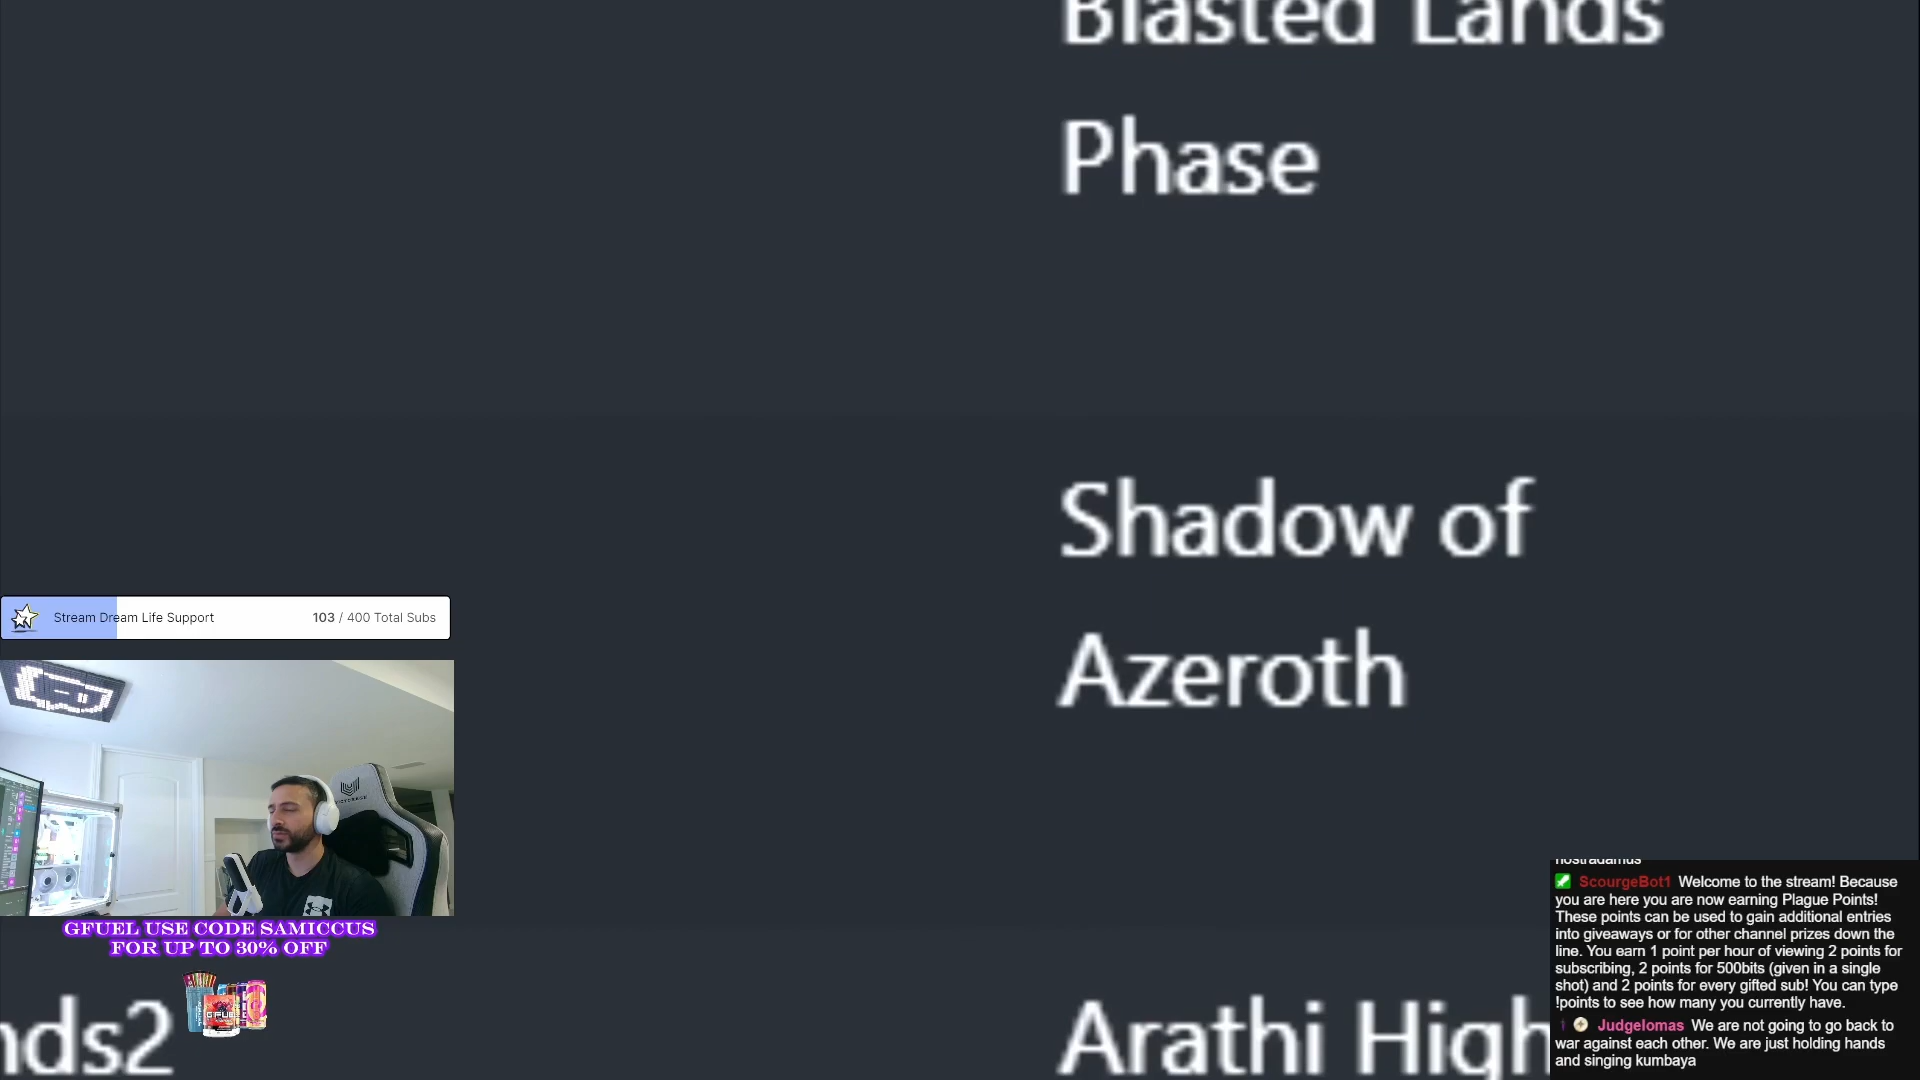 Blasted Lands
Phase
Shadow of
Azeroth
Stream Dream Life Support 103 / 400 Total Subs
GFUEL USE CODE SAMICCUS
FOR UP TO 30% OFF
nds2
Arathi High
nostradamus
ScourgeBot1 Welcome to the stream! Because
you are here you are now earning Plague Points!
These points can be used to gain additional entries
into giveaways or for other channel prizes down the
line. You earn 1 point per hour of viewing 2 points for
subscribing, 2 points for 500bits (given in a single
shot) and 2 points for every gifted sub! You can type
!points to see how many you currently have.
Judgelomas We are not going to go back to
war against each other. We are just holding hands
and singing kumbaya